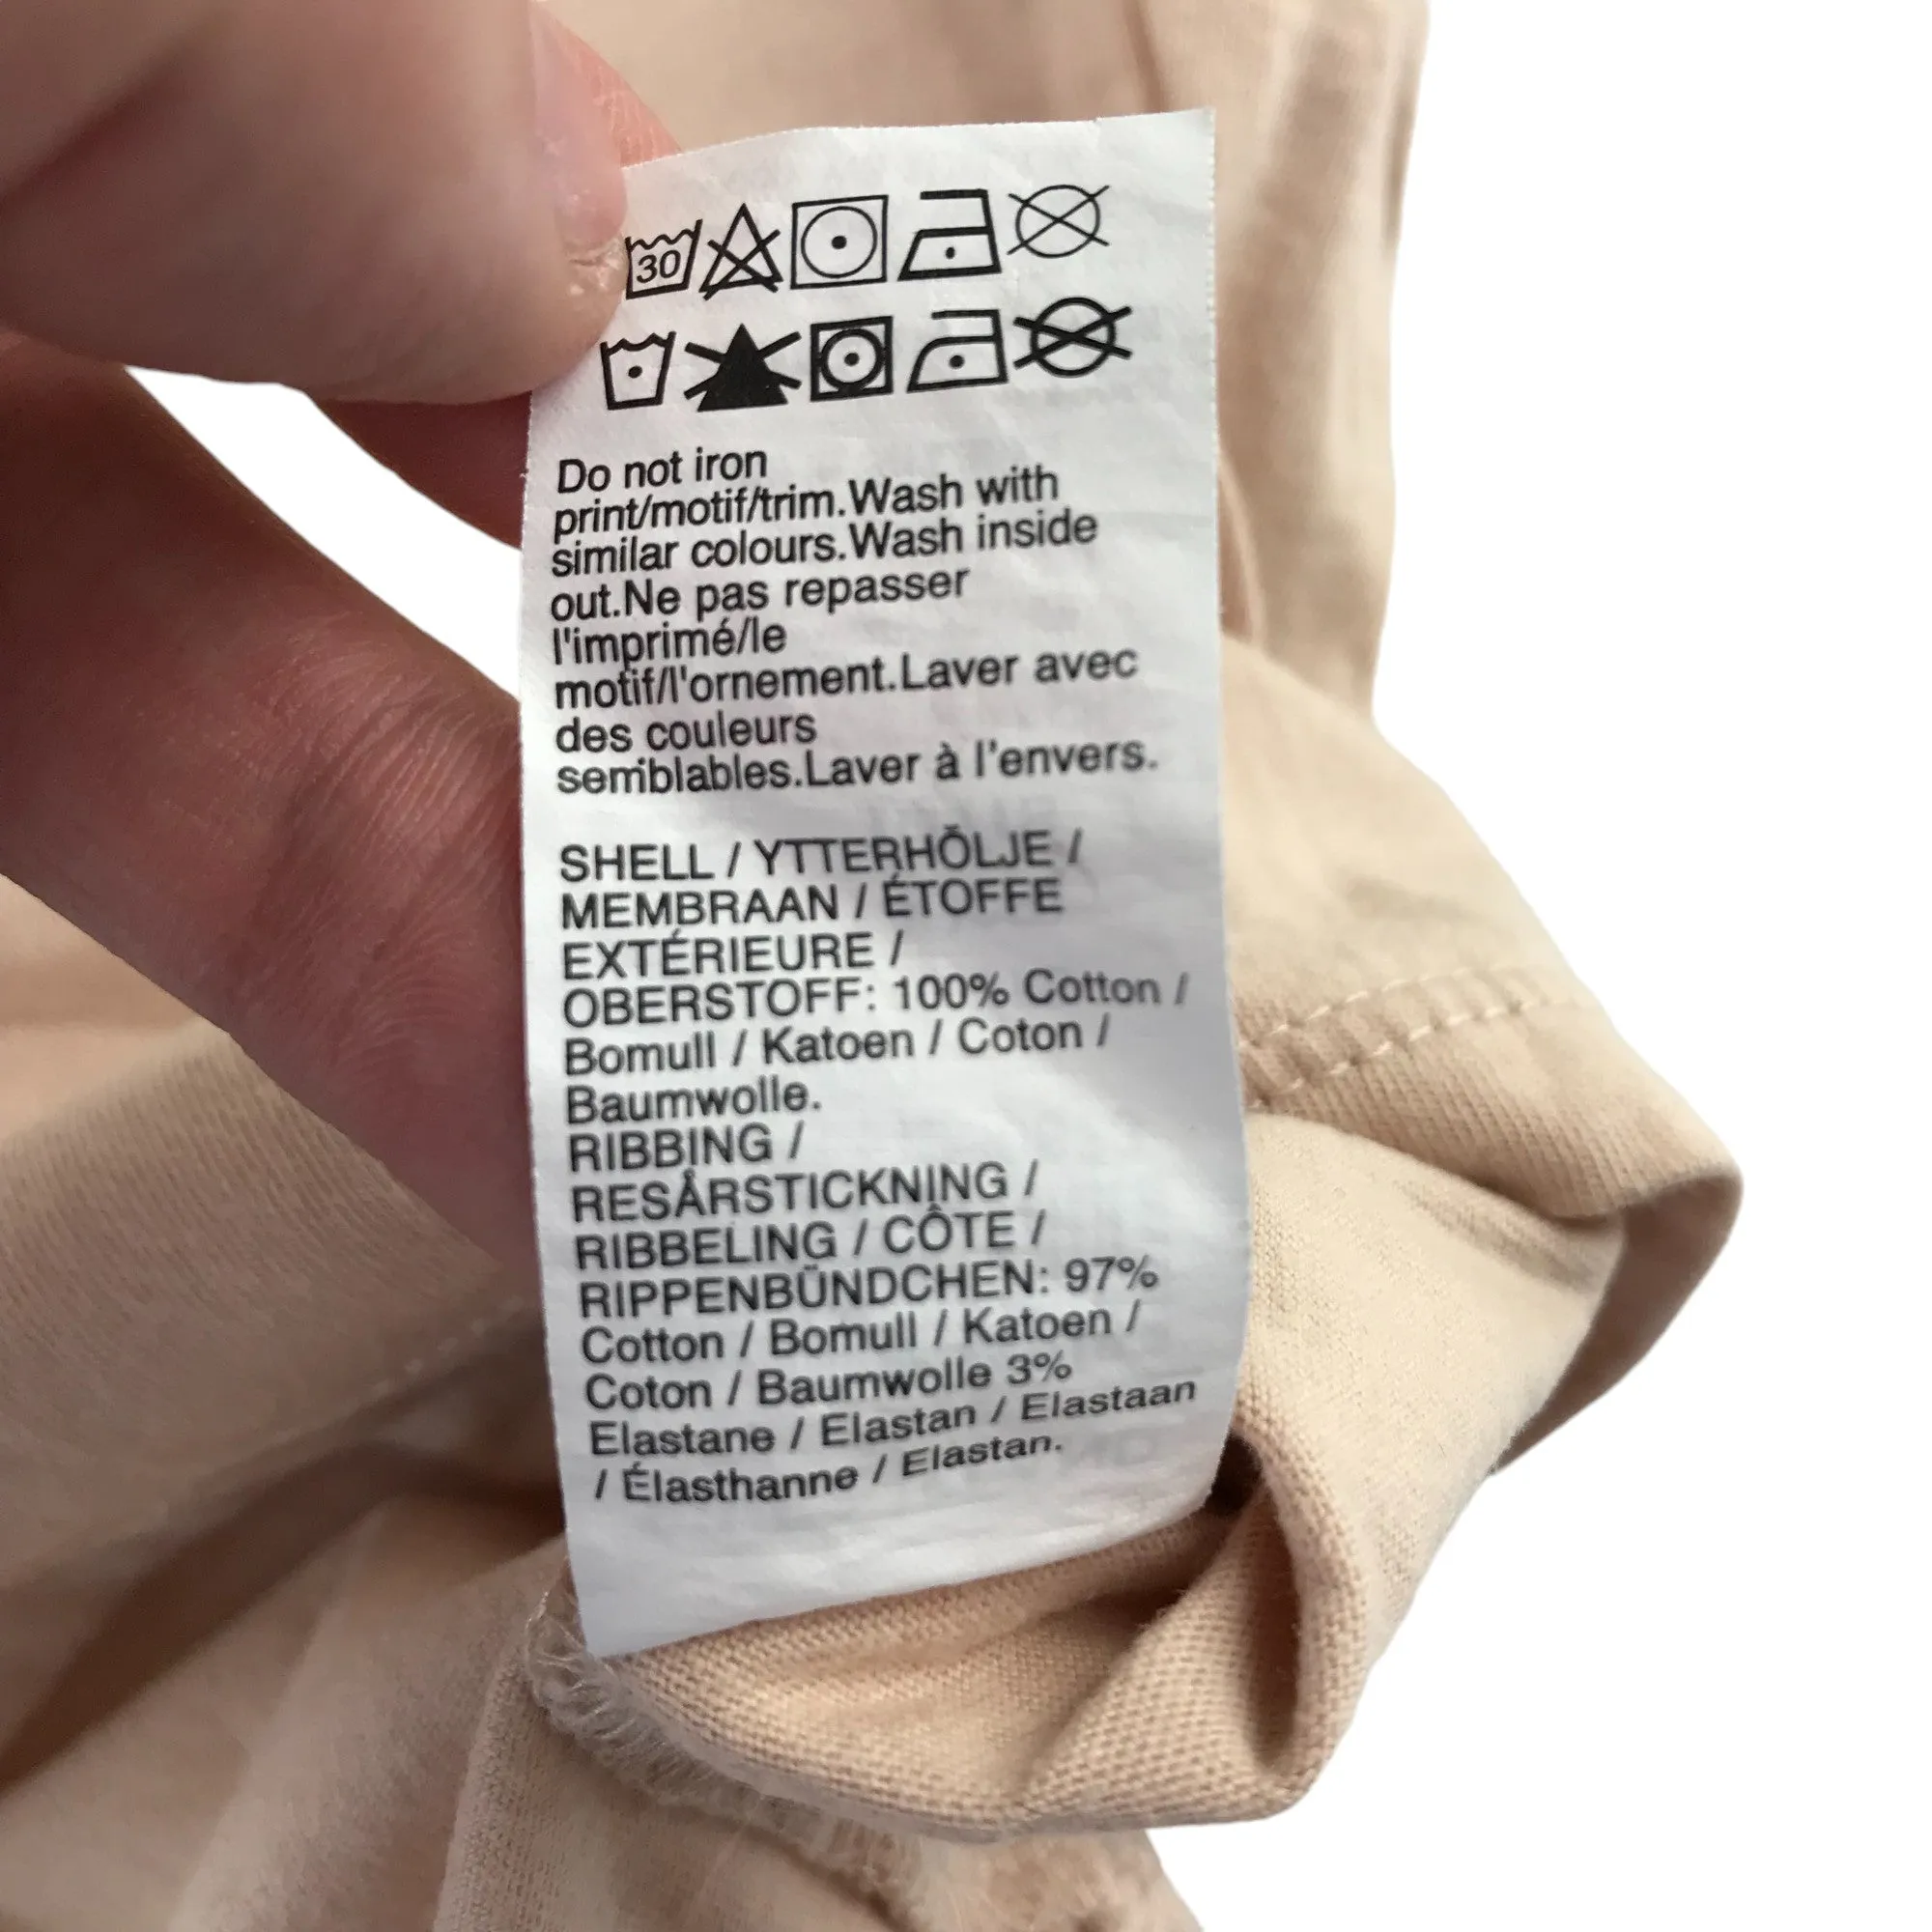 30
Do not iron
print/motif/trim.Wash with
similar colours.Wash inside
out.Ne pas repasser
l'imprimé/le
motif/l'ornement.Laver avec
des couleurs
semblables.Laver à l'envers.
SHELL / YTTERHÖLJE /
MEMBRAAN / ÉTOFFE
EXTÉRIEURE /
OBERSTOFF: 100% Cotton /
Bomull / Katoen / Coton /
Baumwolle.
RIBBING /
RESÅRSTICKNING /
RIBBELING / CÔTE /
RIPPENBÜNDCHEN: 97%
Cotton / Bomull / Katoen /
Coton / Baumwolle 3%
Elastane / Elastan / Elastaan
/ Élasthanne / Elastan.